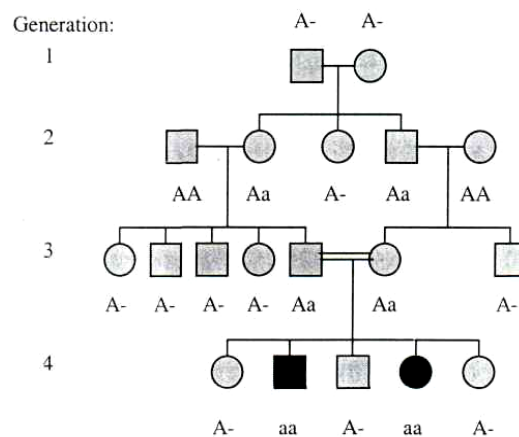 Generation:
A- A-
1
2
AA Aa A- Aa AA
3
A- A- A- A- Aa Aa A-
4
A- aa A- aa A-